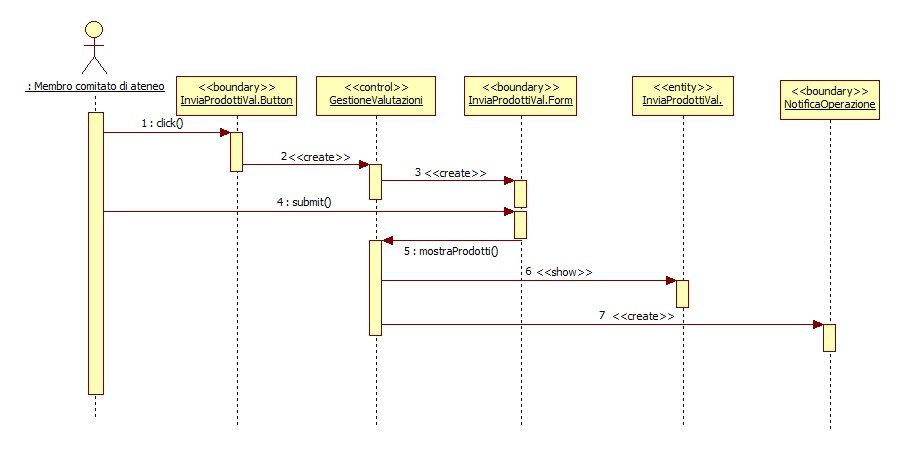 : Membro comitato di ateneo
<<boundary>>
InviaProdottiVal.Button
<<control>>
GestioneValutazioni
<<boundary>>
InviaProdottiVal.Form
<<entity>>
InviaProdottiVal.
<<boundary>>
NotificaOperazione
1 : click()
2 <<create>>
3 <<create>>
4 : submit()
5 : mostraProdotti()
6 <<show>>
7 <<create>>